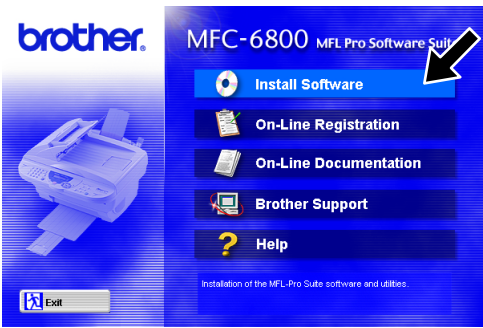 brother.
MFC-6800 MFL Pro Software Suite
Install Software
On-Line Registration
On-Line Documentation
Brother Support
Help
Installation of the MFL-Pro Suite software and utilities.
Exit